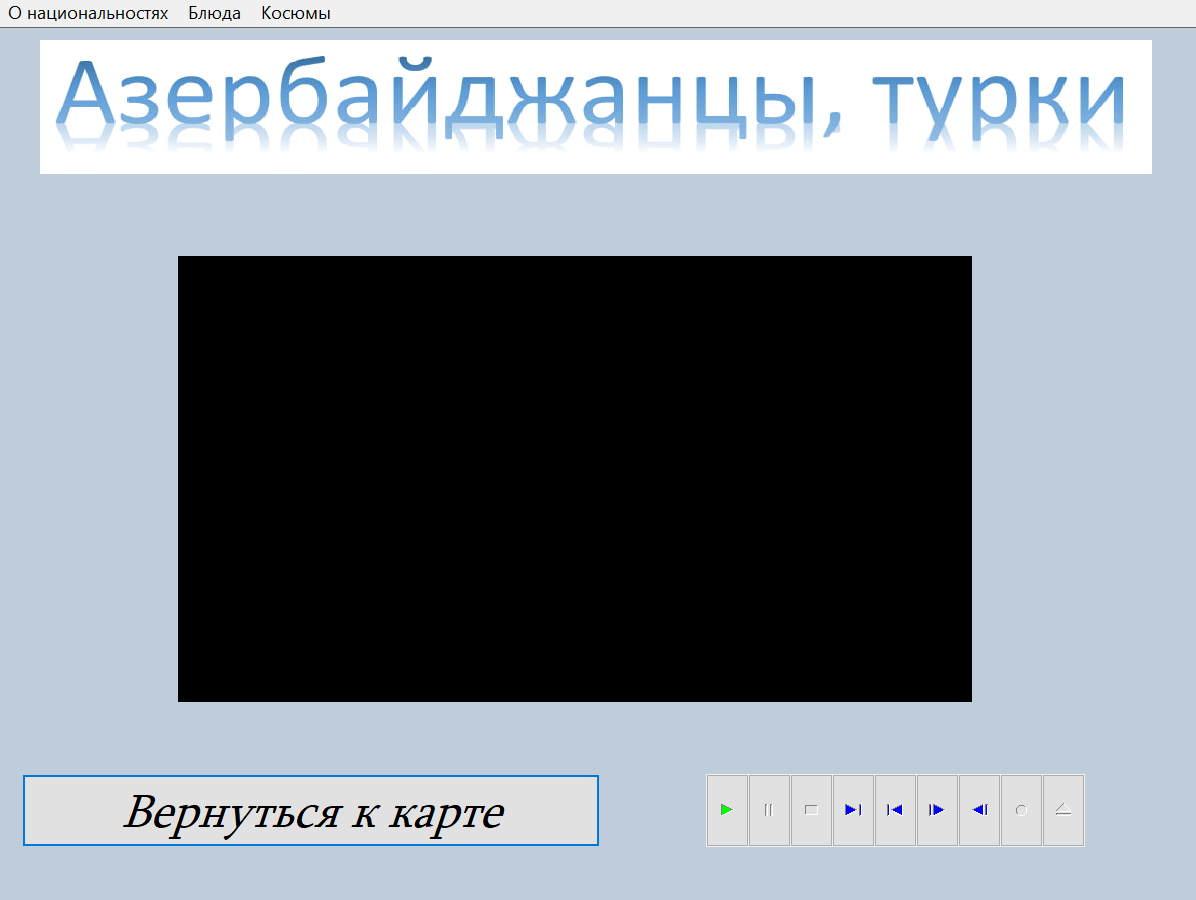 О национальностях Блюда Косюмы
Азербайджанцы, турки
Вернуться к карте